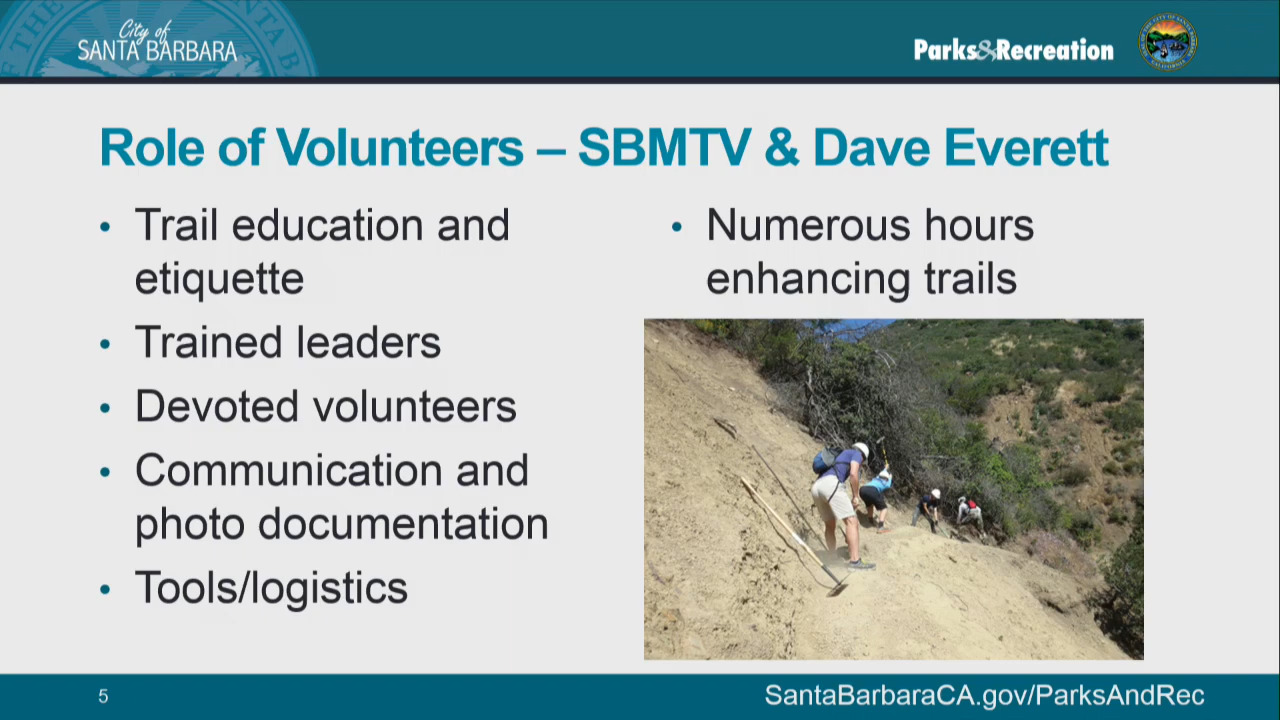 City of
SANTA BARBARA
Parks&Recreation
Role of Volunteers – SBMTV & Dave Everett
• Trail education and
etiquette
• Trained leaders
• Devoted volunteers
• Communication and
photo documentation
• Tools/logistics
• Numerous hours
enhancing trails
5
SantaBarbaraCA.gov/ParksAndRec